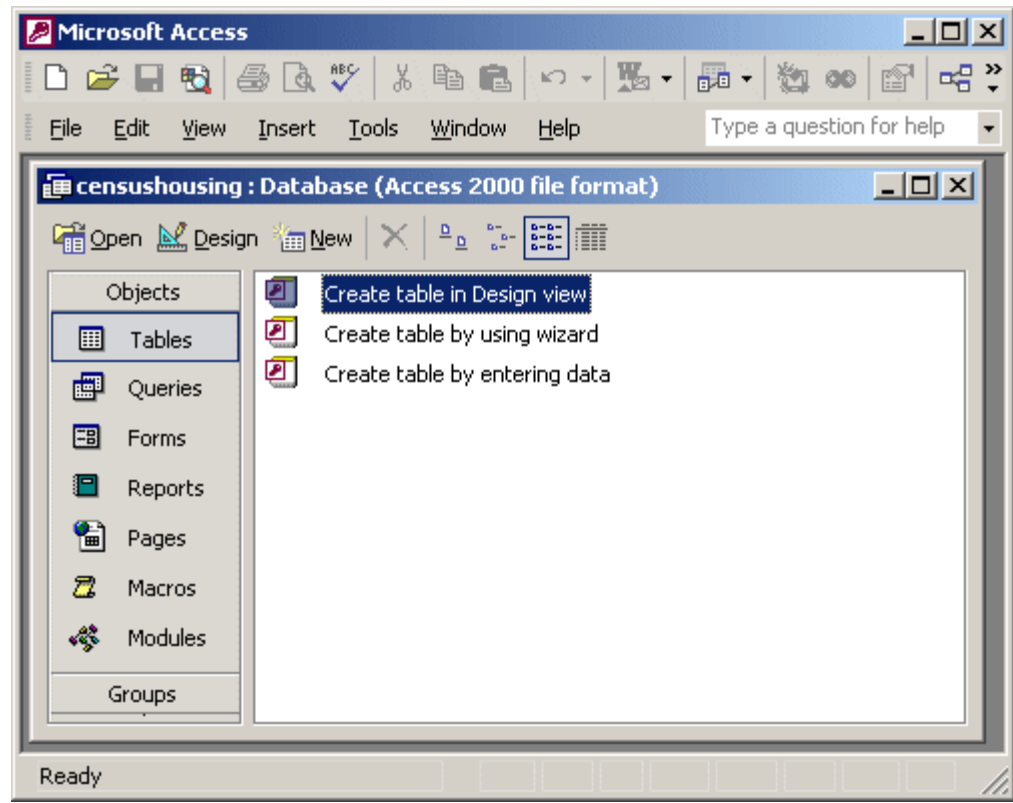 Microsoft Access
ABC
W
File Edit View Insert Tools Window Help Type a question for help
censushousing : Database (Access 2000 file format)
Open Design New
Objects
Tables
Queries
Forms
Reports
Pages
Macros
Modules
Groups
Create table in Design view
Create table by using wizard
Create table by entering data
Ready